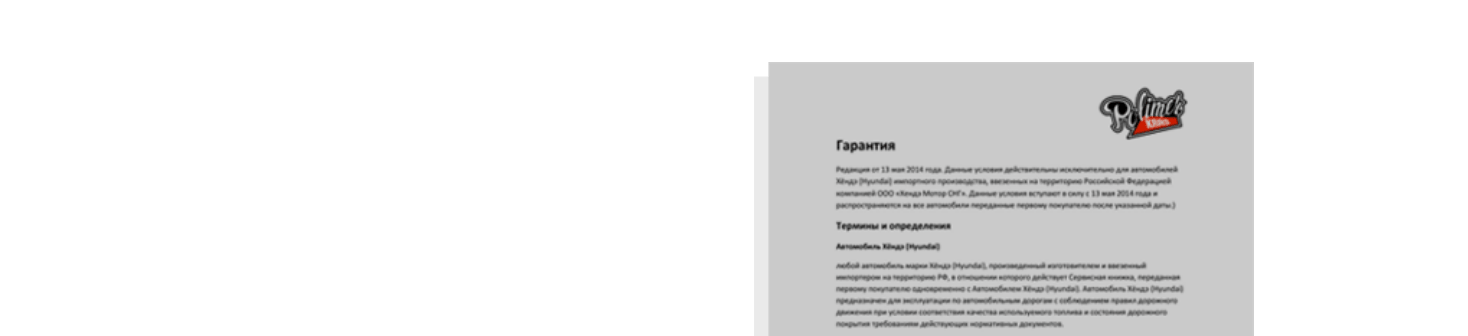 Polimek
KRAS
Гарантия
Редакция от 13 мая 2014 года. Данные условия действительны исключительно для автомобилей
Хёндэ (Hyundai) импортного производства, ввезенных на территорию Российской Федерацией
компанией ООО «Хендэ Мотор СНГ». Данные условия вступают в силу с 13 мая 2014 года и
распространяются на все автомобили переданные первому покупателю после указанной даты.)
Термины и определения
Автомобиль Хёндэ (Hyundai)
любой автомобиль марки Хёндэ (Hyundai), произведенный изготовителем и ввезенный
импортером на территорию РФ, в отношении которого действует Сервисная книжка, переданная
первому покупателю одновременно с Автомобилем Хёндэ (Hyundai). Автомобиль Хёндэ (Hyundai)
предназначен для эксплуатации по автомобильным дорогам с соблюдением правил дорожного
движения при условии соответствия качества используемого топлива и состояния дорожного
покрытия требованиям действующих нормативных документов.